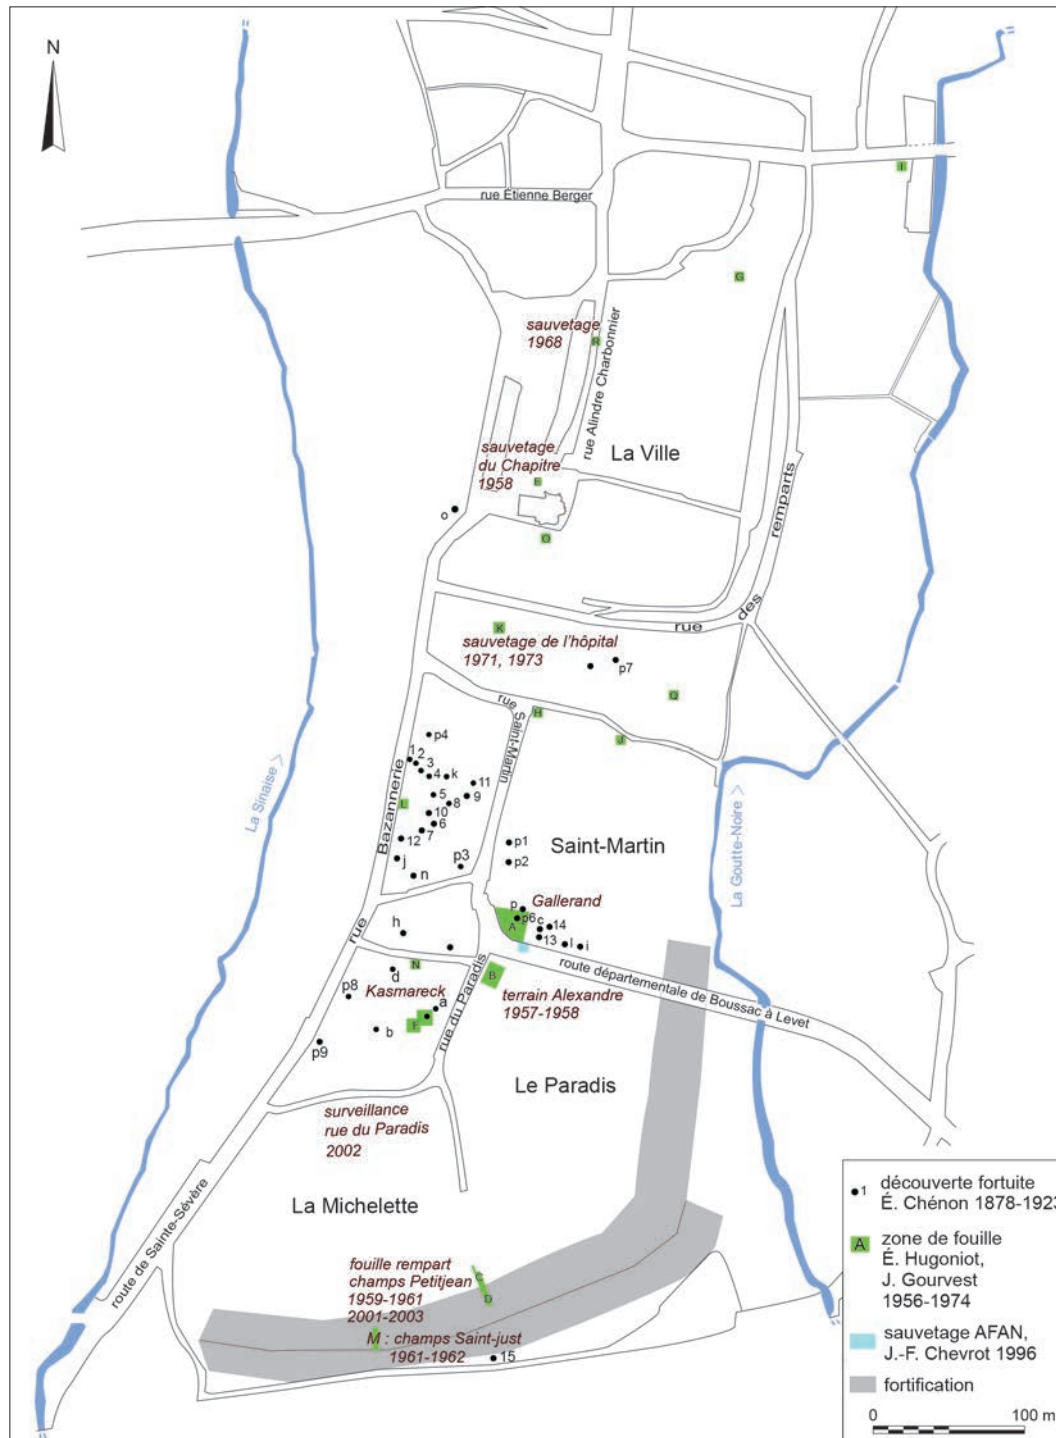 N
rue Étienne Berger
I
G
sauvetage
1968
R
rue Alindre Charbonnier
La Ville
sauvetage
du Chapitre
1958
E
o
O
remparts
des
rue
K
sauvetage de l'hôpital
1971, 1973
p7
Q
rue Saint-Martin
H
J
p4
1
2
3
4
k
11
5
8
9
L
10
6
7
12
j
n
p3
Bazannerie
rue
La Sinaise >
La Goutte-Noire >
p1
p2
Saint-Martin
Gallerand
p
p6
A
c
14
13
l
i
h
route départementale de Boussac à Levet
N
d
B
p8
Kasmareck
a
terrain Alexandre
1957-1958
F
b
p9
rue du Paradis
Le Paradis
surveillance
rue du Paradis
2002
La Michelette
route de Sainte-Sévère
fouille rempart
champs Petitjean
1959-1961
2001-2003
C
D
M : champs Saint-just
1961-1962
15
1
découverte fortuite
É. Chénon 1878-1923
A
zone de fouille
É. Hugoniot,
J. Gourvest
1956-1974
sauvetage AFAN,
J.-F. Chevrot 1996
fortification
0
100 m